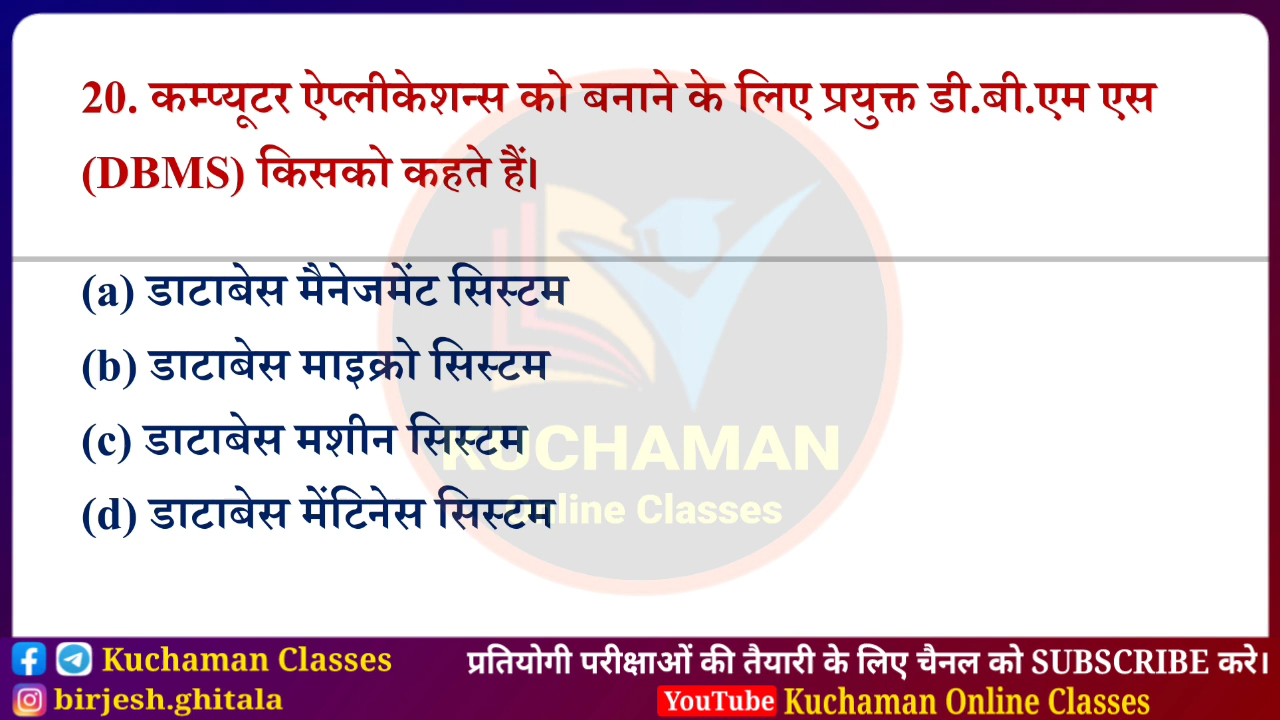 20. कम्प्यूटर ऐप्लीकेशन्स को बनाने के लिए प्रयुक्त डी.बी.एम एस
(DBMS) किसको कहते हैं।
(a) डाटाबेस मैनेजमेंट सिस्टम
(b) डाटाबेस माइक्रो सिस्टम
(c) डाटाबेस मशीन सिस्टम
(d) डाटाबेस मेंटिनेस सिस्टम
KUCHAMAN
Online Classes
Kuchaman Classes
birjesh.ghitala
प्रतियोगी परीक्षाओं की तैयारी के लिए चैनल को SUBSCRIBE करे।
YouTube Kuchaman Online Classes